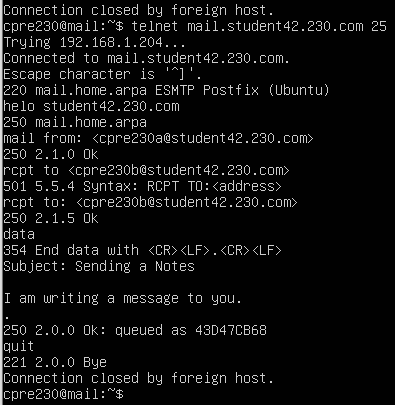 Connection closed by foreign host.
cpre230@mail:~$ telnet mail.student42.230.com 25
Trying 192.168.1.204...
Connected to mail.student42.230.com.
Escape character is '^]'.
220 mail.home.arpa ESMTP Postfix (Ubuntu)
helo student42.230.com
250 mail.home.arpa
mail from: <cpre230a@student42.230.com>
250 2.1.0 Ok
rcpt to <cpre230b@student42.230.com>
501 5.5.4 Syntax: RCPT TO:<address>
rcpt to: <cpre230b@student42.230.com>
250 2.1.5 Ok
data
354 End data with <CR><LF>.<CR><LF>
Subject: Sending a Notes

I am writing a message to you.
.
250 2.0.0 Ok: queued as 43D47CB68
quit
221 2.0.0 Bye
Connection closed by foreign host.
cpre230@mail:~$